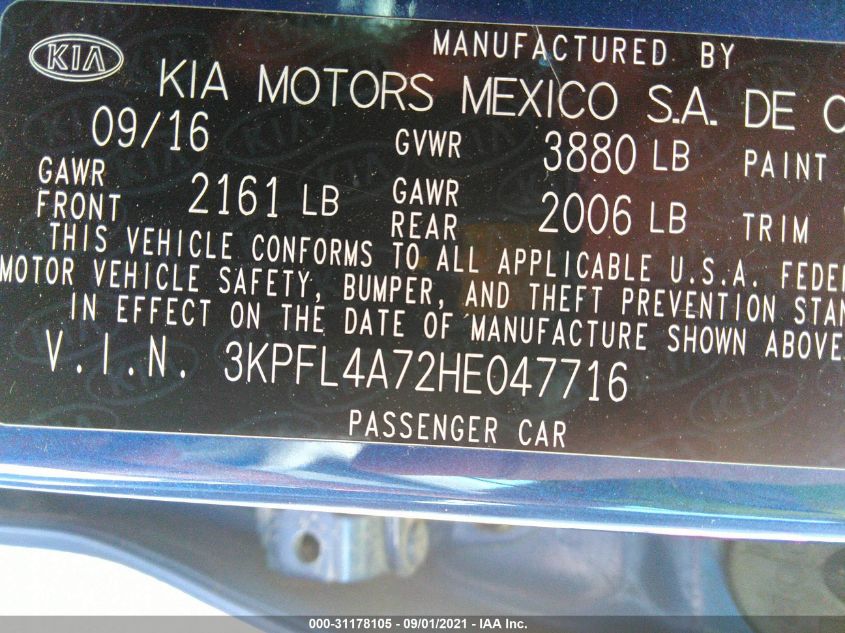 KIA
MANUFACTURED BY
KIA MOTORS MEXICO S.A. DE C
09/16 GVWR 3880 LB PAINT
GAWR FRONT 2161 LB GAWR REAR 2006 LB TRIM
THIS VEHICLE CONFORMS TO ALL APPLICABLE U.S.A. FEDER
MOTOR VEHICLE SAFETY, BUMPER, AND THEFT PREVENTION STAN
IN EFFECT ON THE DATE OF MANUFACTURE SHOWN ABOVE.
V.I.N. 3KPFL4A72HE047716
PASSENGER CAR
000-31178105 - 09/01/2021 - IAA Inc.